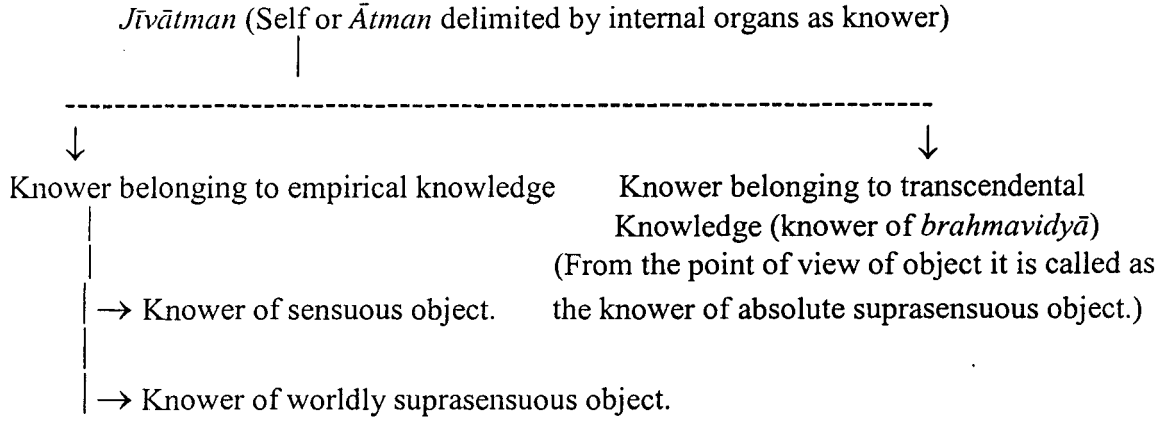 Jīvātman (Self or Ātman delimited by internal organs as knower)
Knower belonging to empirical knowledge
Knower belonging to transcendental
Knowledge (knower of brahmavidyā)
(From the point of view of object it is called as
the knower of absolute suprasensuous object.)
→ Knower of sensuous object.
→ Knower of worldly suprasensuous object.